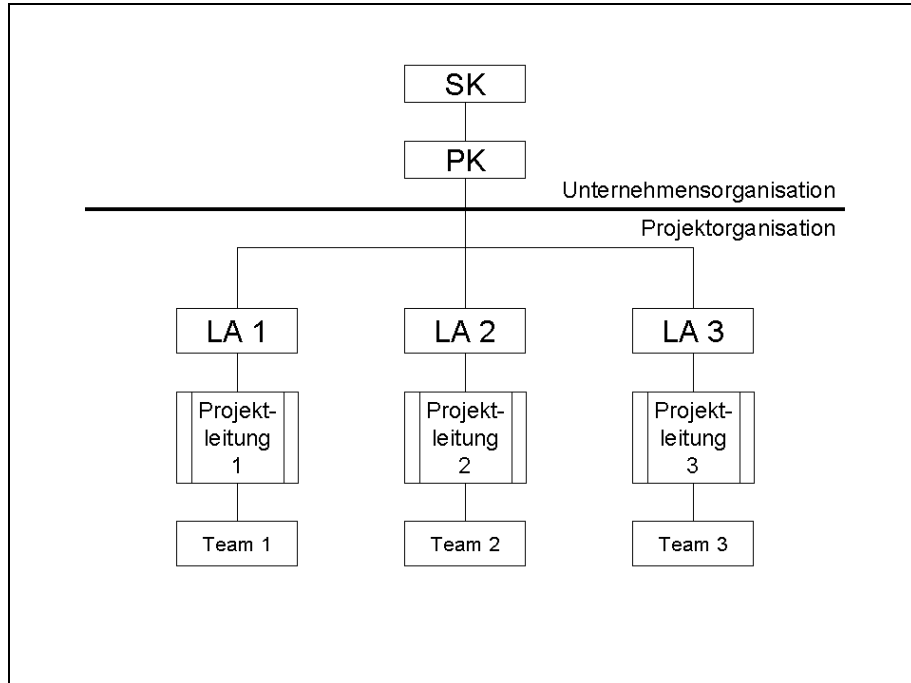 SK
PK
Unternehmensorganisation
Projektorganisation
LA 1
LA 2
LA 3
Projekt-
leitung
1
Projekt-
leitung
2
Projekt-
leitung
3
Team 1
Team 2
Team 3